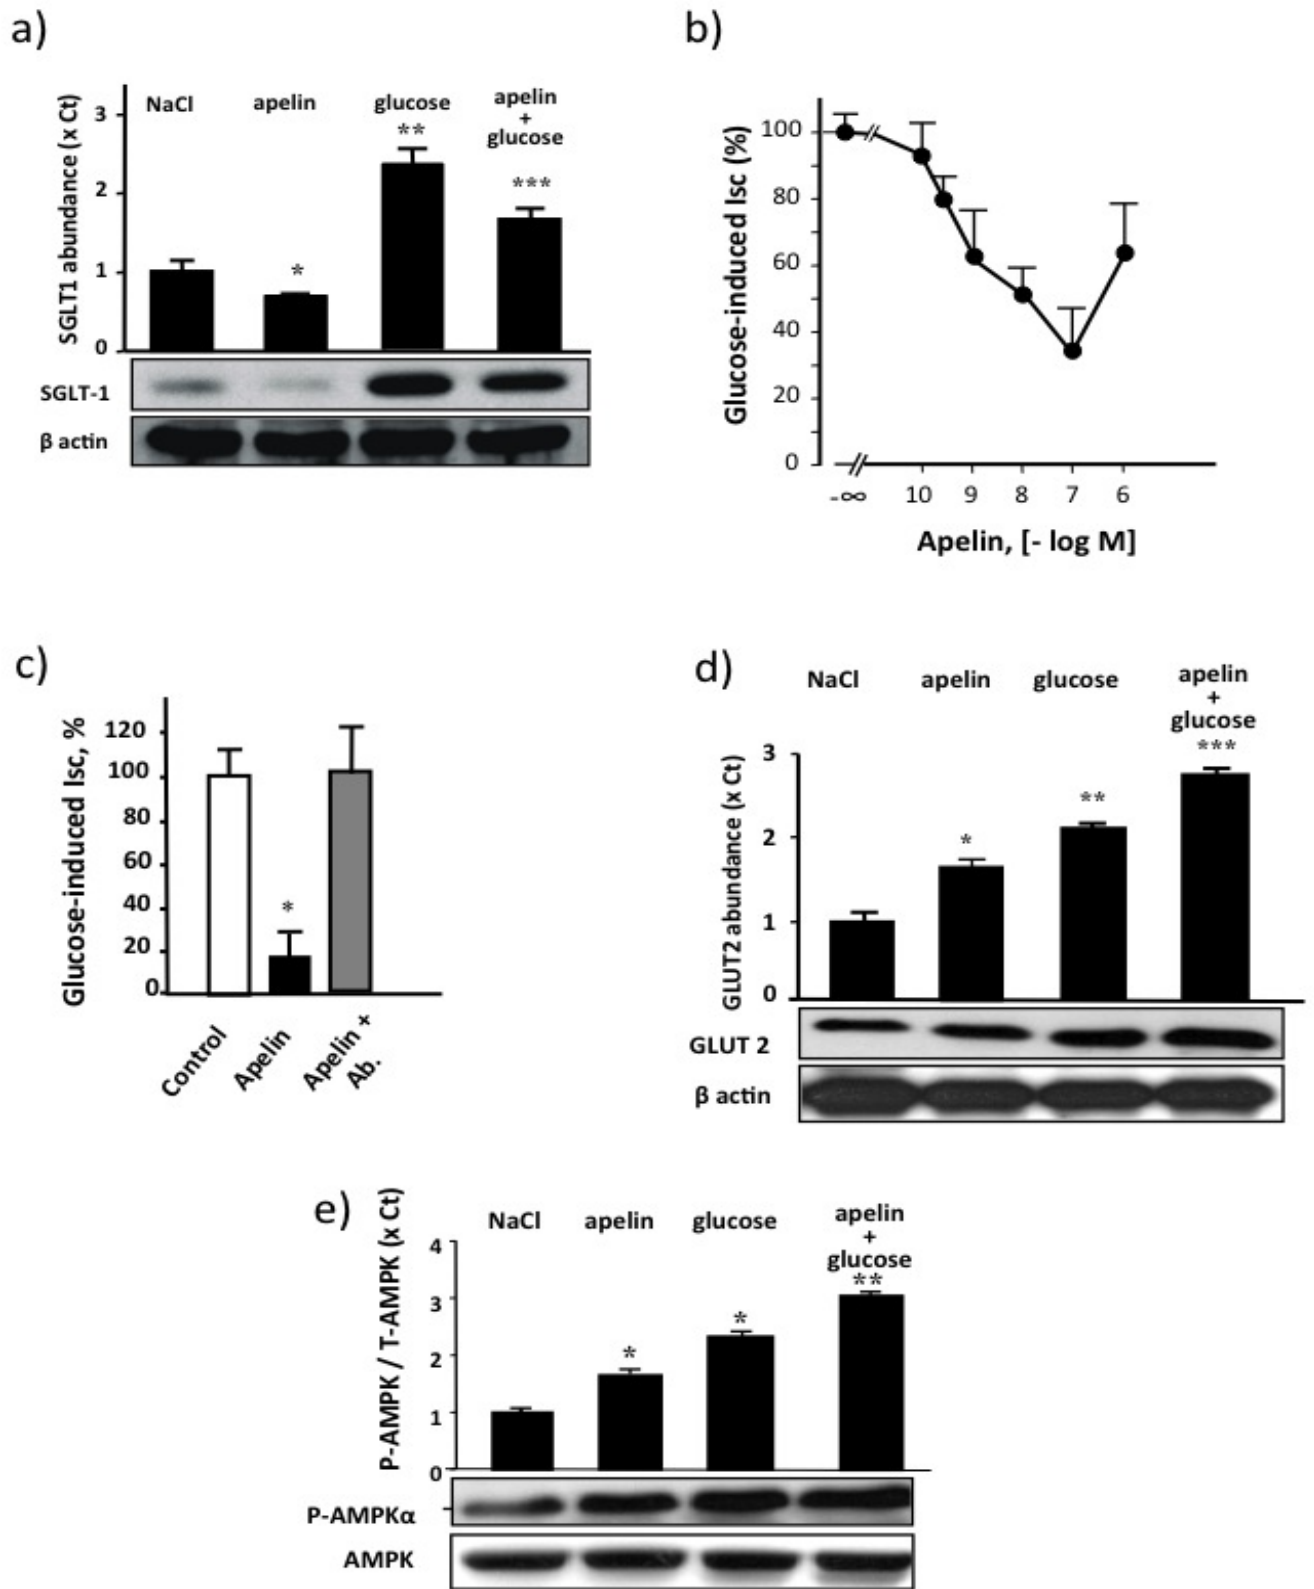 a)
SGLT1 abundance (x Ct)
3
2
1
0
NaCl
apelin
glucose
apelin
+
glucose
*
**
***
SGLT-1
β actin
b)
Glucose-induced Isc (%)
100
80
60
40
20
0
-∞
10
9
8
7
6
Apelin, [- log M]
c)
Glucose-induced Isc, %
120
100
80
60
40
20
0
*
Control
Apelin
Apelin +
Ab.
d)
NaCl
apelin
glucose
apelin
+
glucose
GLUT2 abundance (x Ct)
3
2
1
0
*
**
***
GLUT 2
β actin
e)
P-AMPK / T-AMPK (x Ct)
NaCl
apelin
glucose
apelin
+
glucose
4
3
2
1
0
*
*
**
P-AMPKα
AMPK